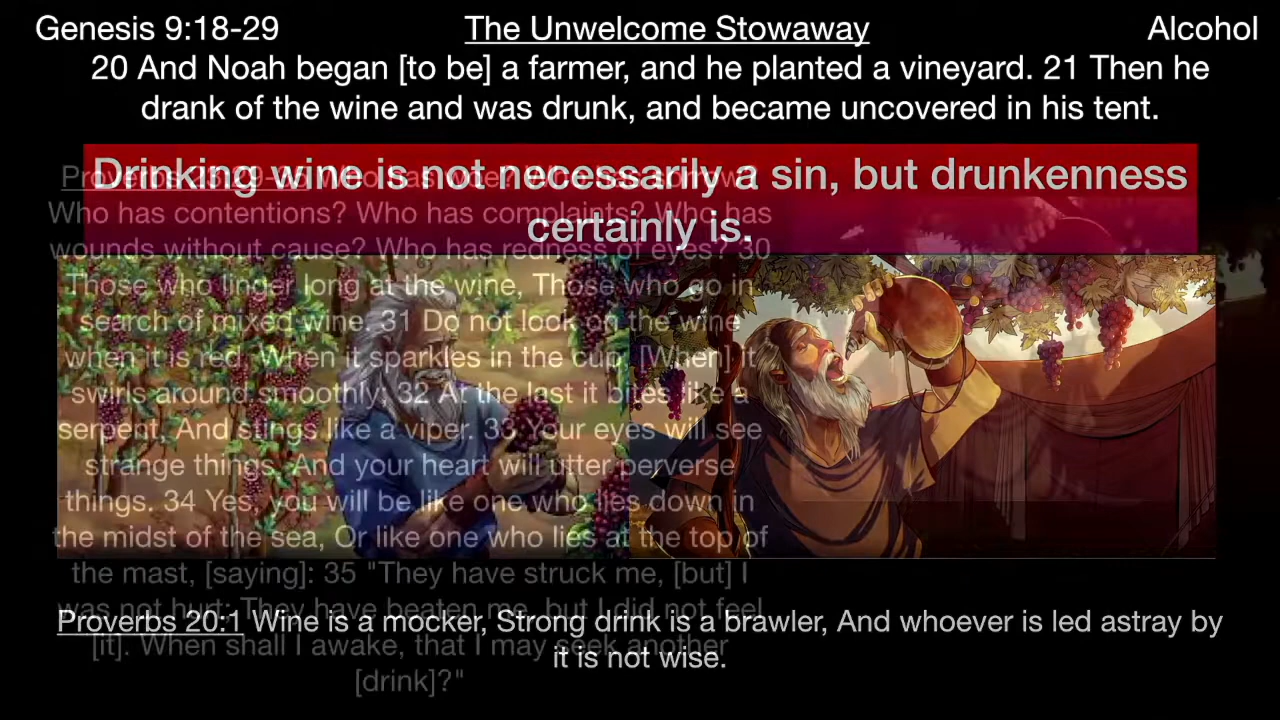 Genesis 9:18-29 The Unwelcome Stowaway Alcohol
20 And Noah began [to be] a farmer, and he planted a vineyard. 21 Then he
drank of the wine and was drunk, and became uncovered in his tent.
Drinking wine is not necessarily a sin, but drunkenness
certainly is.
Proverbs 23:29-35 Who has woe? Who has sorrow?
Who has contentions? Who has complaints? Who has
wounds without cause? Who has redness of eyes? 30
Those who linger long at the wine, Those who go in
search of mixed wine. 31 Do not look on the wine
when it is red, When it sparkles in the cup, [When] it
swirls around smoothly; 32 At the last it bites like a
serpent, And stings like a viper. 33 Your eyes will see
strange things, And your heart will utter perverse
things. 34 Yes, you will be like one who lies down in
the midst of the sea, Or like one who lies at the top of
the mast, [saying]: 35 "They have struck me, [but] I
was not hurt; They have beaten me, but I did not feel
[it]. When shall I awake, that I may seek another
[drink]?"
Proverbs 20:1 Wine is a mocker, Strong drink is a brawler, And whoever is led astray by
it is not wise.